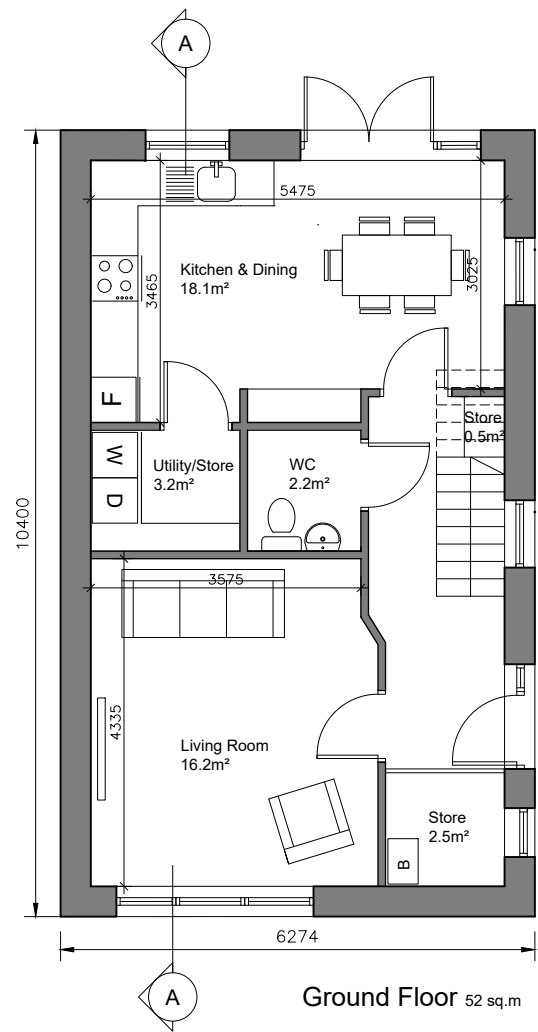 A
5475
Kitchen & Dining
18.1m²
3465
3025
F
Store
0.5m²
W
D
Utility/Store
3.2m²
WC
2.2m²
10400
3575
4335
Living Room
16.2m²
Store
2.5m²
B
6274
A
Ground Floor 52 sq.m